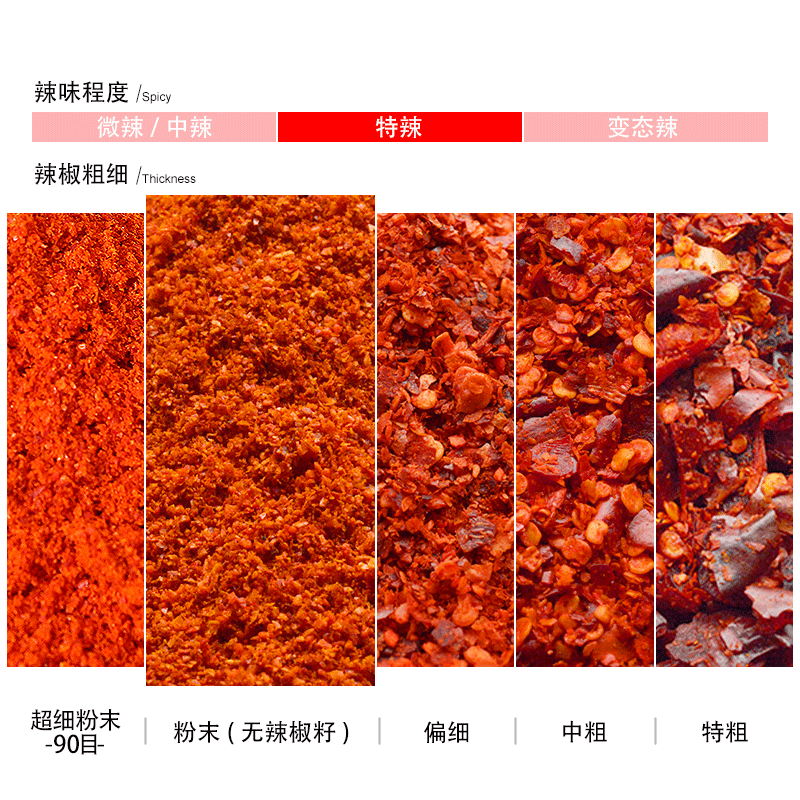 辣味程度 /Spicy
微辣 / 中辣
特辣
变态辣
辣椒粗细 /Thickness
超细粉末
-90目-
粉末 ( 无辣椒籽 )
偏细
中粗
特粗